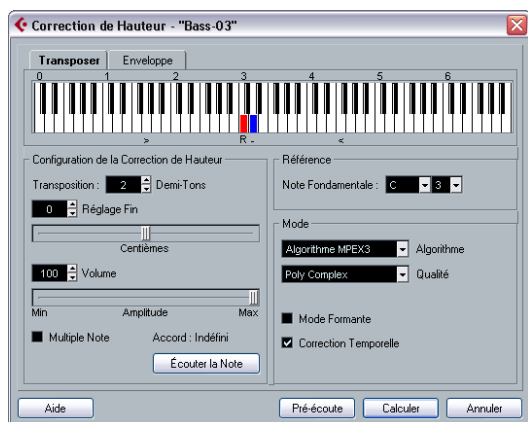 Correction de Hauteur - "Bass-03"
Transposer Enveloppe
0 1 2 3 4 5 6
> R - <
Configuration de la Correction de Hauteur
Transposition : 2 Demi-Tons
0 Réglage Fin
Centièmes
100 Volume
Min Amplitude Max
Multiple Note Accord : Indéfini
Écouter la Note
Référence
Note Fondamentale : C 3
Mode
Algorithme MPEX3 Algorithme
Poly Complex Qualité
Mode Formante
Correction Temporelle
Aide Pré-écoute Calculer Annuler